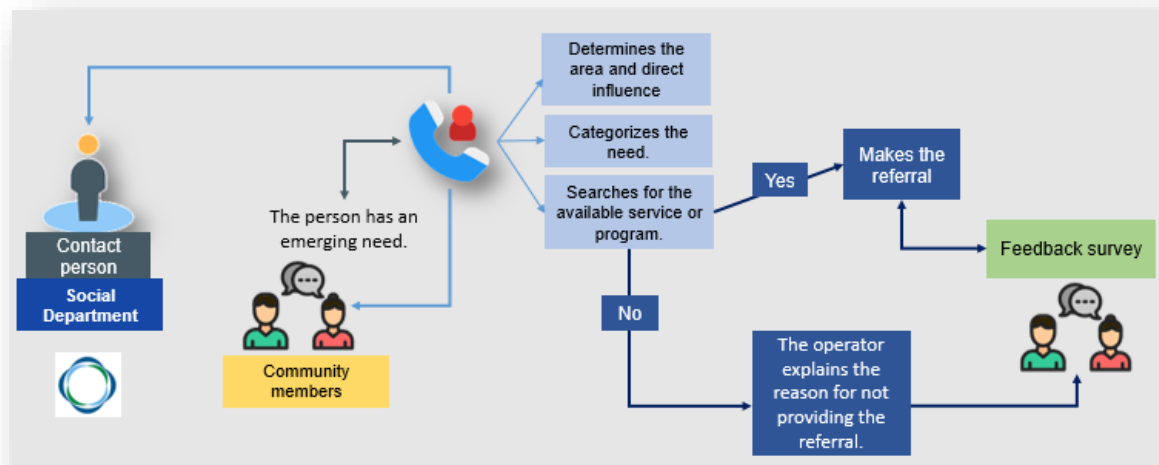 Determines the
area and direct
influence
Categorizes the
need.
Searches for the
available service or
program.
Yes
Makes the
referral
The person has an
emerging need.
Contact
person
Social
Department
Community
members
No
Feedback survey
The operator
explains the
reason for not
providing the
referral.